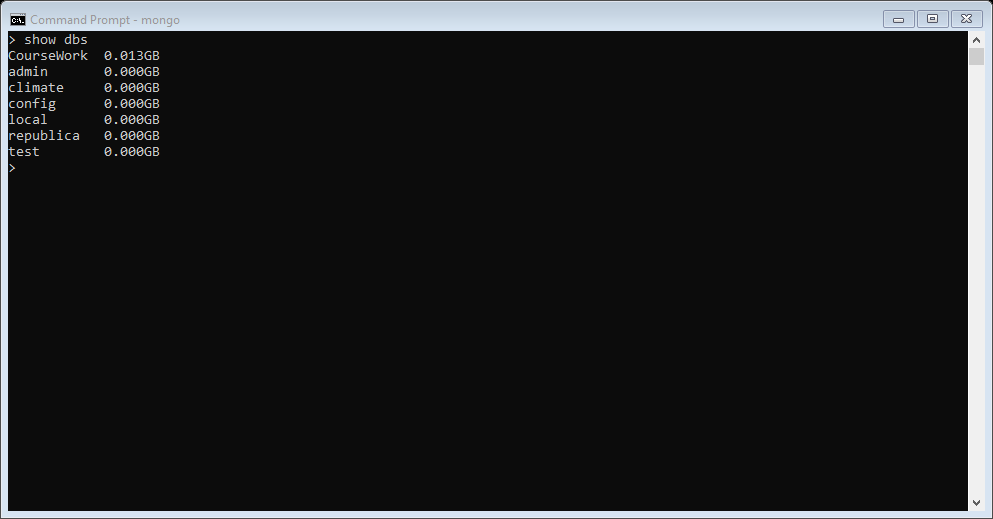 Command Prompt - mongo
> show dbs
CourseWork  0.013GB
admin       0.000GB
climate     0.000GB
config      0.000GB
local       0.000GB
republica   0.000GB
test        0.000GB
>